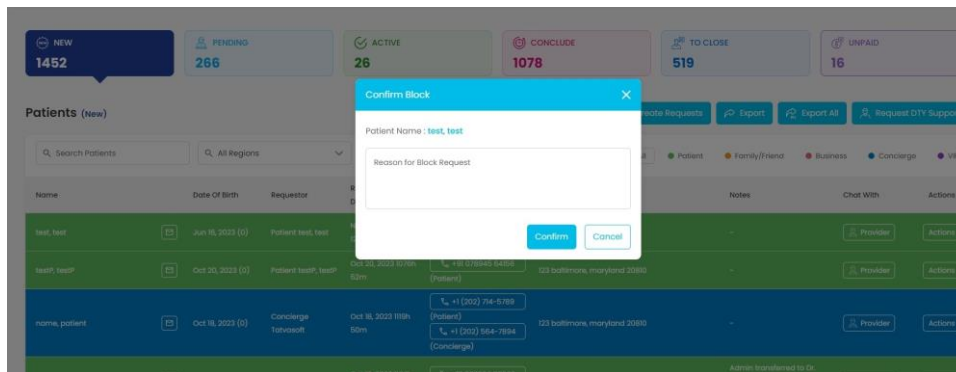 NEW
1452
PENDING
266
ACTIVE
26
CONCLUDE
1078
TO CLOSE
519
UNPAID
16
Patients (New)
Confirm Block
Patient Name : test, test
Reason for Block Request
Confirm
Cancel
reate Requests
Export
Export All
Request DTY Suppo
Search Patients
All Regions
Patient
Family/Friend
Business
Concierge
Name
Date Of Birth
Requestor
Notes
Chat With
Actions
test, test
Jun 16, 2023 (0)
Patient test, test
-
Provider
Actions
testP, testP
Oct 20, 2023 (0)
Patient testP, testP
Oct 20, 2023 1076h
53m
(Patient)
123 baltimore, maryland 20810
-
Provider
Actions
name, patient
Oct 18, 2023 (0)
Concierge
Tatvasoft
Oct 18, 2023 1119h
50m
+1 (202) 714-5789
(Patient)
+1 (202) 564-7894
(Concierge)
123 baltimore, maryland 20810
-
Provider
Actions
Admin transferred to Dr.